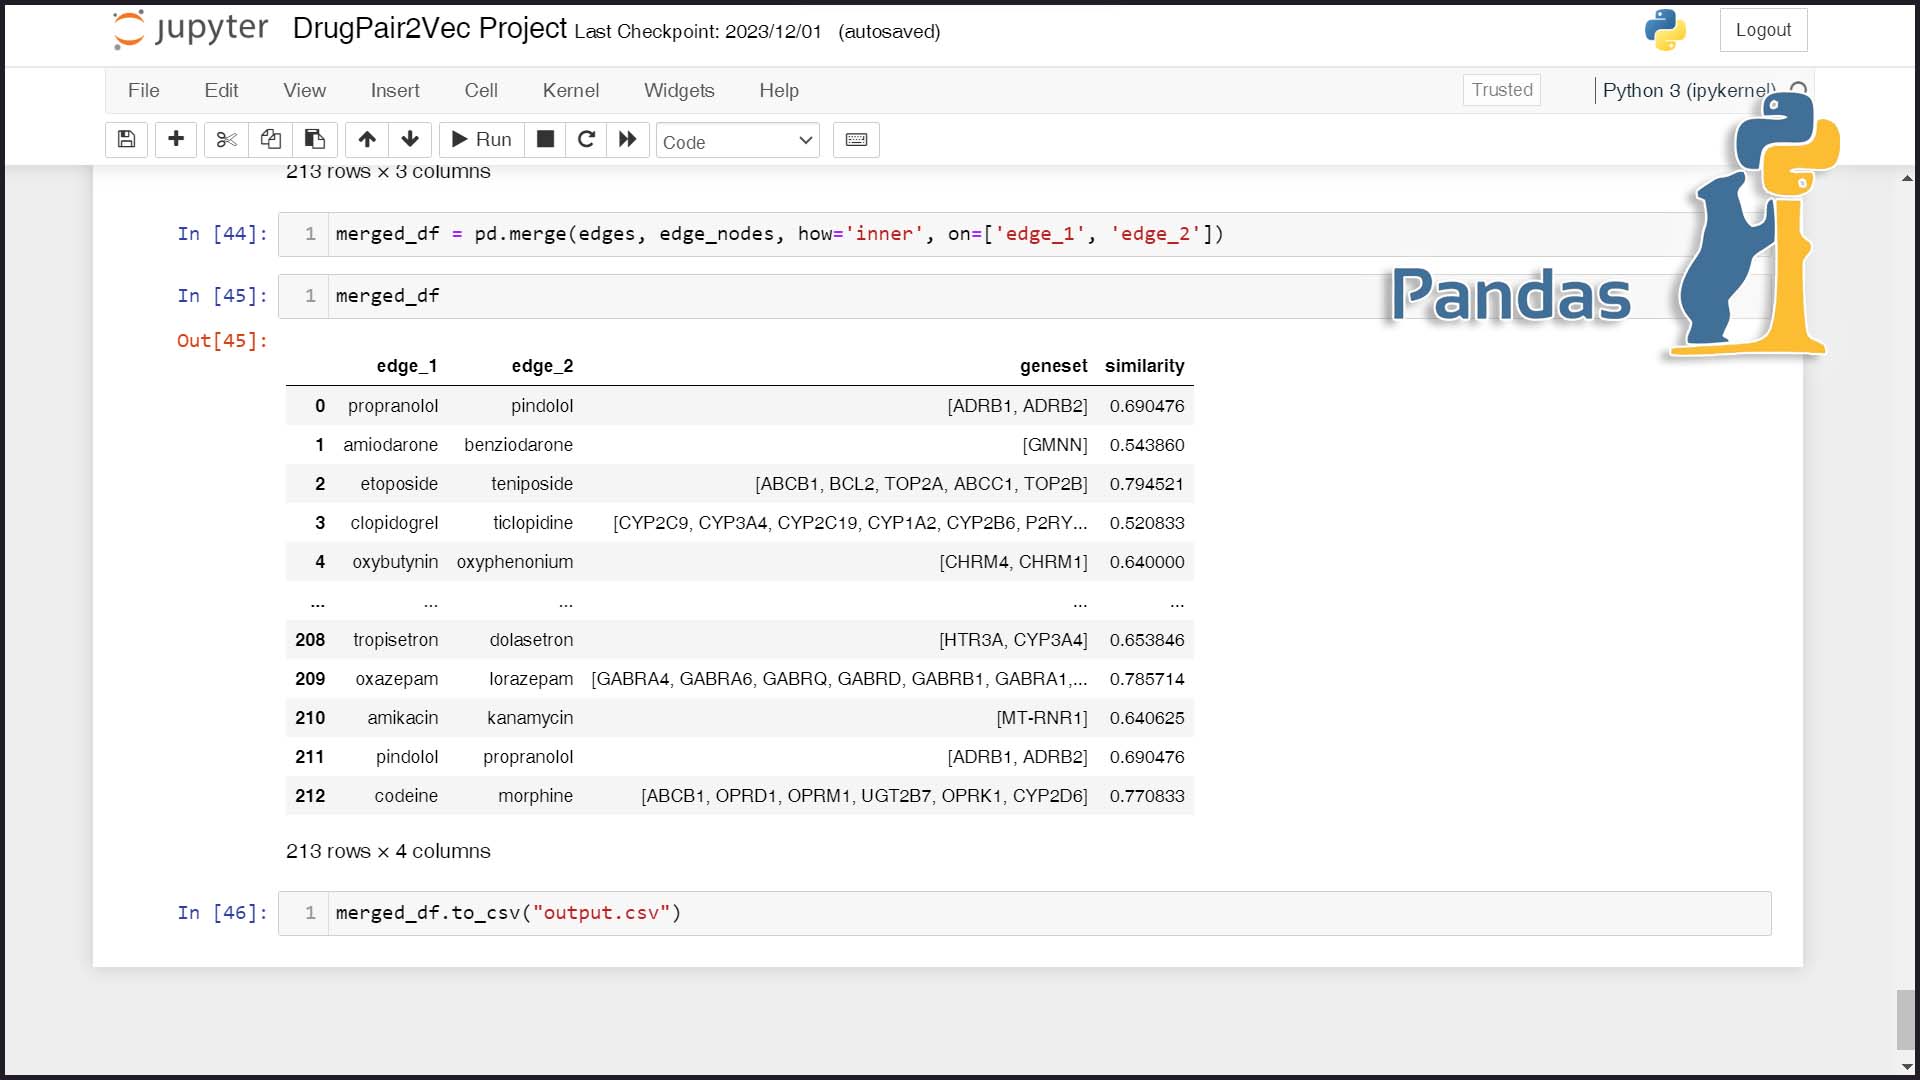 jupyter DrugPair2Vec Project Last Checkpoint: 2023/12/01 (autosaved) Logout
File Edit View Insert Cell Kernel Widgets Help Trusted Python 3 (ipykernel)
Run Code
213 rows × 3 columns
In [44]: 1 merged_df = pd.merge(edges, edge_nodes, how='inner', on=['edge_1', 'edge_2'])
In [45]: 1 merged_df
Pandas
Out[45]:
edge_1 edge_2 geneset similarity
0 propranolol pindolol [ADRB1, ADRB2] 0.690476
1 amiodarone benziodarone [GMNN] 0.543860
2 etoposide teniposide [ABCB1, BCL2, TOP2A, ABCC1, TOP2B] 0.794521
3 clopidogrel ticlopidine [CYP2C9, CYP3A4, CYP2C19, CYP1A2, CYP2B6, P2RY... 0.520833
4 oxybutynin oxyphenonium [CHRM4, CHRM1] 0.640000
... ... ... ... ...
208 tropisetron dolasetron [HTR3A, CYP3A4] 0.653846
209 oxazepam lorazepam [GABRA4, GABRA6, GABRQ, GABRD, GABRB1, GABRA1,... 0.785714
210 amikacin kanamycin [MT-RNR1] 0.640625
211 pindolol propranolol [ADRB1, ADRB2] 0.690476
212 codeine morphine [ABCB1, OPRD1, OPRM1, UGT2B7, OPRK1, CYP2D6] 0.770833
213 rows × 4 columns
In [46]: 1 merged_df.to_csv("output.csv")